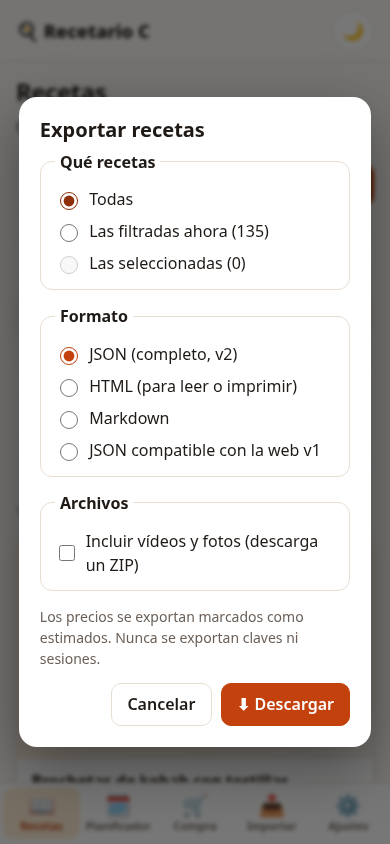 Recetario C
Recetas
Exportar recetas
Qué recetas
Todas
Las filtradas ahora (135)
Las seleccionadas (0)
Formato
JSON (completo, v2)
HTML (para leer o imprimir)
Markdown
JSON compatible con la web v1
Archivos
Incluir vídeos y fotos (descarga
un ZIP)
Los precios se exportan marcados como
estimados. Nunca se exportan claves ni
sesiones.
Cancelar
⬇ Descargar
Recetas Planificador Compra Importar Ajustes